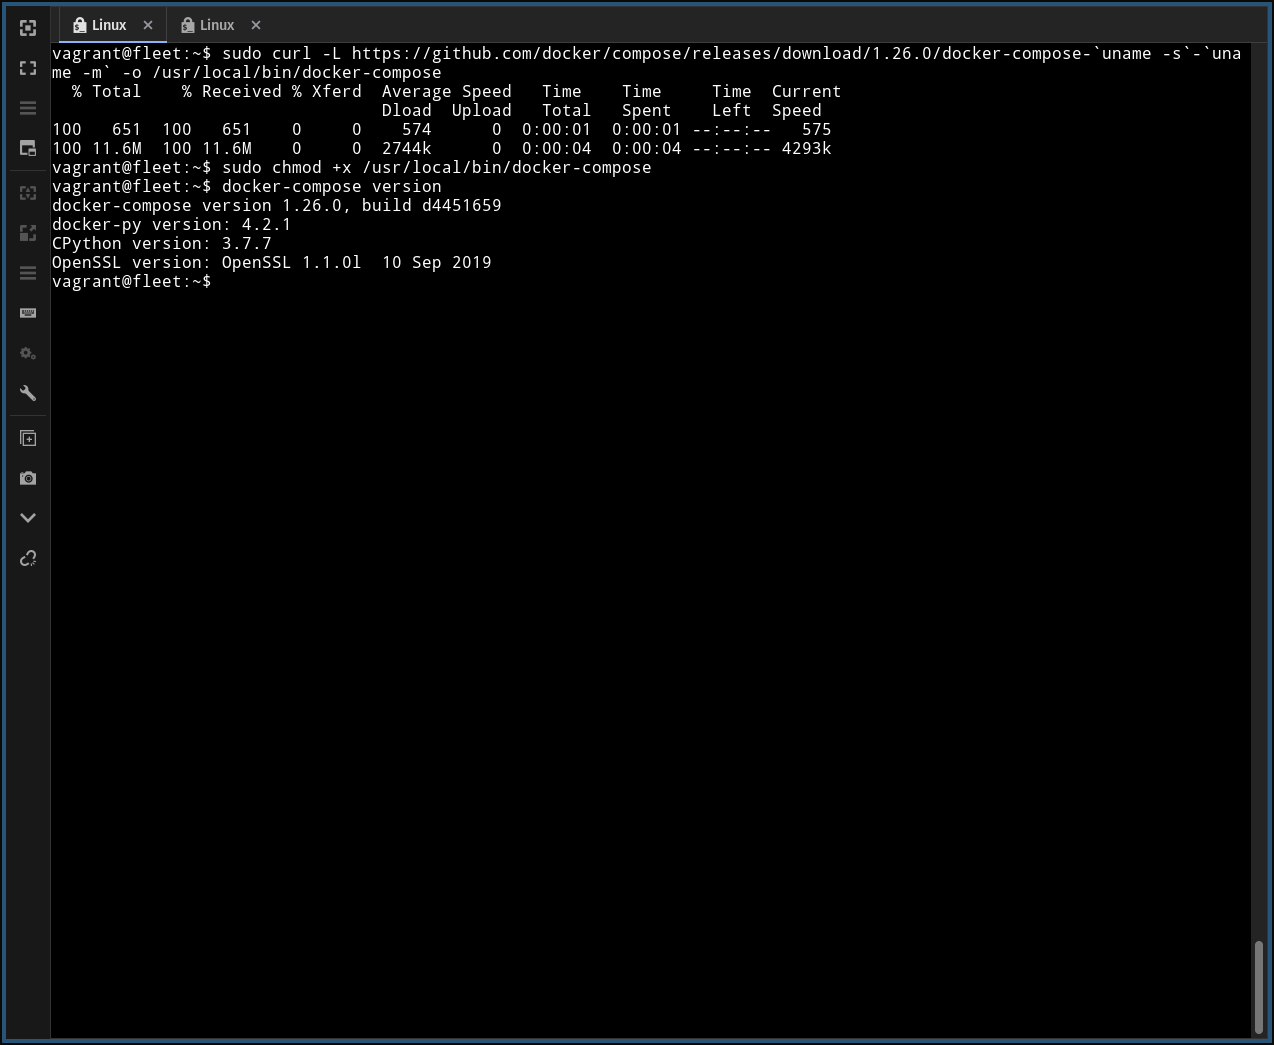 Linux Linux
vagrant@fleet:~$ sudo curl -L https://github.com/docker/compose/releases/download/1.26.0/docker-compose-`uname -s`-`una
me -m` -o /usr/local/bin/docker-compose
  % Total    % Received % Xferd  Average Speed   Time    Time     Time  Current
                                 Dload  Upload   Total   Spent    Left  Speed
100   651  100   651    0     0    574      0  0:00:01  0:00:01 --:--:--   575
100 11.6M  100 11.6M    0     0  2744k      0  0:00:04  0:00:04 --:--:-- 4293k
vagrant@fleet:~$ sudo chmod +x /usr/local/bin/docker-compose
vagrant@fleet:~$ docker-compose version
docker-compose version 1.26.0, build d4451659
docker-py version: 4.2.1
CPython version: 3.7.7
OpenSSL version: OpenSSL 1.1.0l  10 Sep 2019
vagrant@fleet:~$